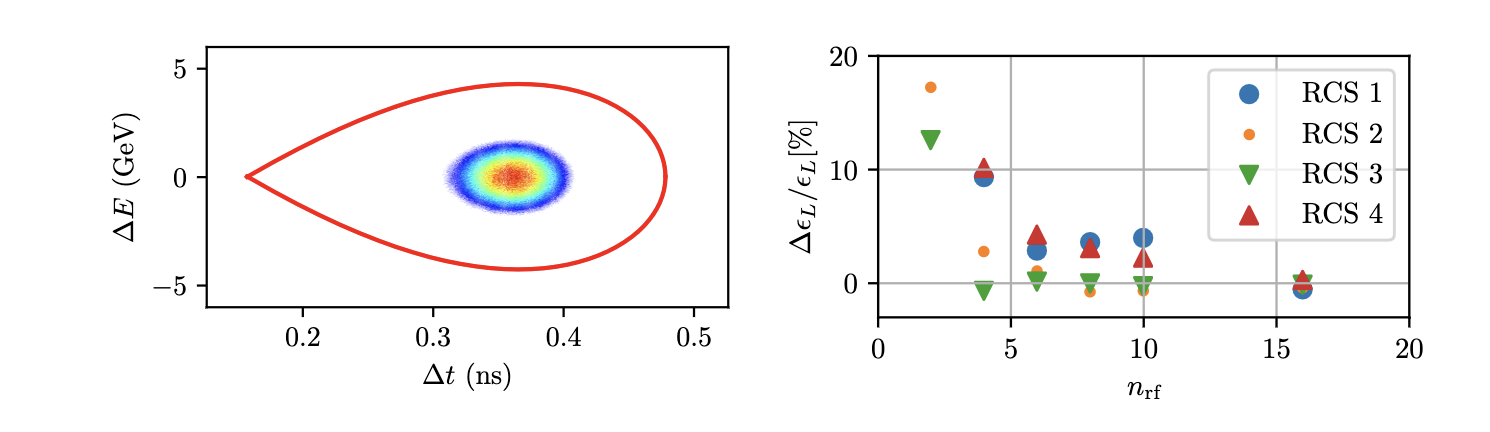 5
0
−5
ΔE (GeV)
0.2 0.3 0.4 0.5
Δt (ns)
20
10
0
Δϵ_L/ϵ_L[%]
RCS 1
RCS 2
RCS 3
RCS 4
0 5 10 15 20
n_rf